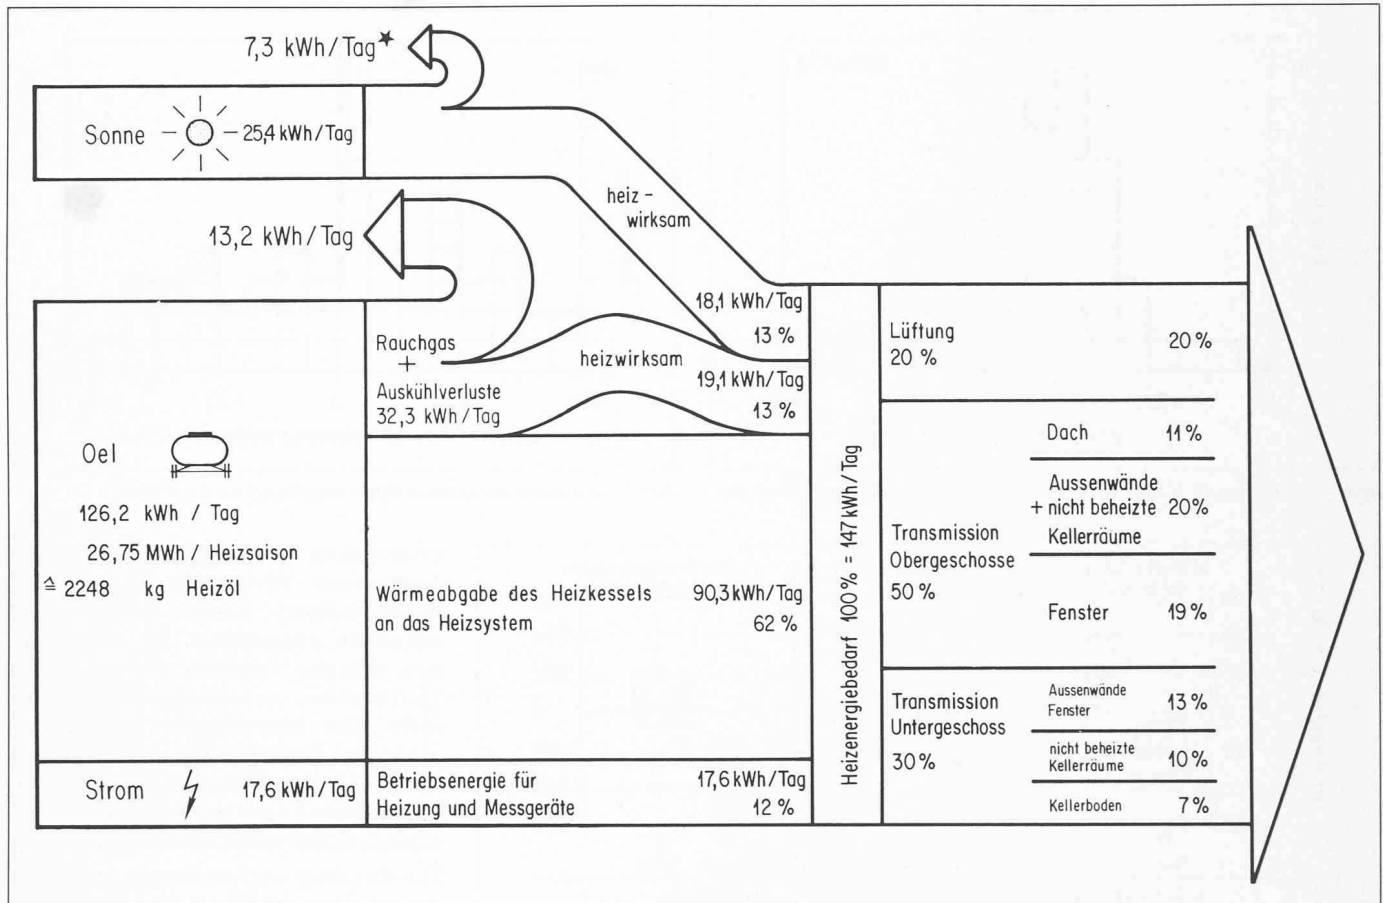 7,3 kWh/Tag★
Sonne 25,4 kWh/Tag
heiz-
wirksam
13,2 kWh/Tag
18,1 kWh/Tag
13 %
Rauchgas
+
Auskühlverluste
32,3 kWh/Tag
heizwirksam
19,1 kWh/Tag
13 %
Oel
126,2 kWh / Tag
26,75 MWh / Heizsaison
≙ 2248 kg Heizöl
Wärmeabgabe des Heizkessels 90,3 kWh/Tag
an das Heizsystem 62 %
Strom 17,6 kWh/Tag
Betriebsenergie für 17,6 kWh/Tag
Heizung und Messgeräte 12 %
Heizenergiebedarf 100% = 147 kWh/Tag
Lüftung 20%
20 %
Transmission
Obergeschosse
50 %
Dach 11 %
Aussenwände
+ nicht beheizte 20%
Kellerräume
Fenster 19 %
Transmission
Untergeschoss
30 %
Aussenwände
Fenster 13 %
nicht beheizte
Kellerräume 10 %
Kellerboden 7 %